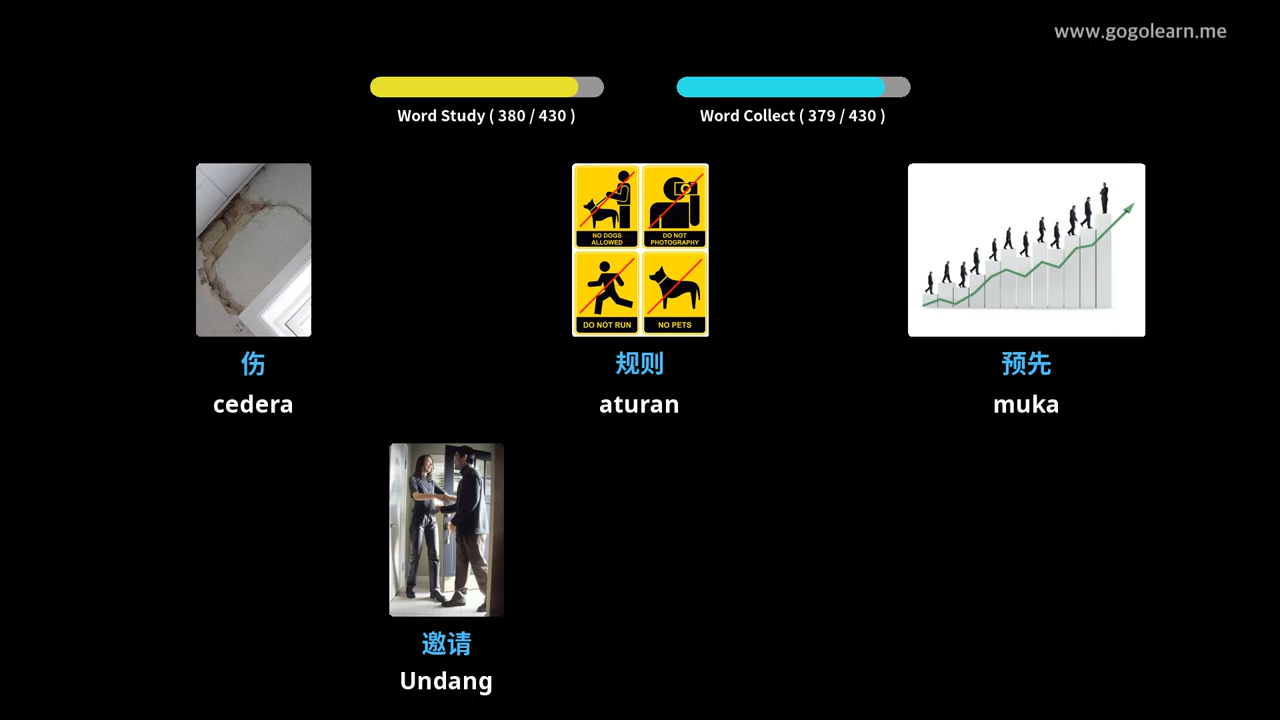 www.gogolearn.me
Word Study ( 380 / 430 )
Word Collect ( 379 / 430 )
NO DOGS
ALLOWED
DO NOT
PHOTOGRAPHY
DO NOT RUN
NO PETS
伤
规则
预先
cedera
aturan
muka
邀请
Undang